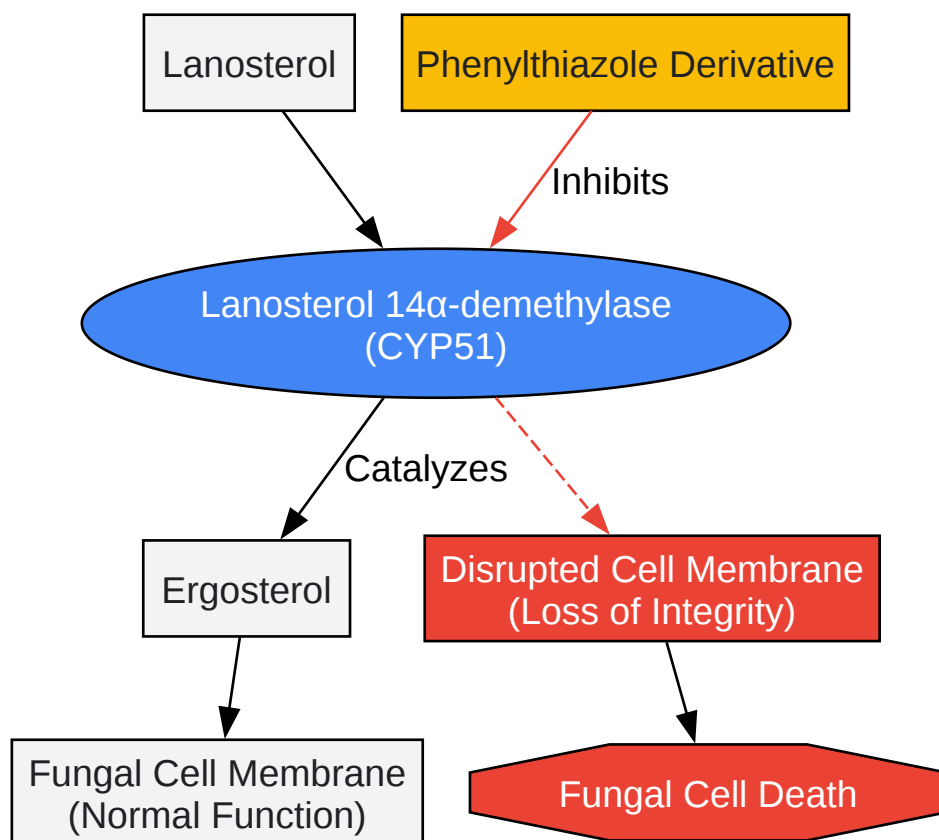 Lanosterol
Phenylthiazole Derivative
Inhibits
Lanosterol 14α-demethylase
(CYP51)
Catalyzes
Ergosterol
Disrupted Cell Membrane
(Loss of Integrity)
Fungal Cell Membrane
(Normal Function)
Fungal Cell Death